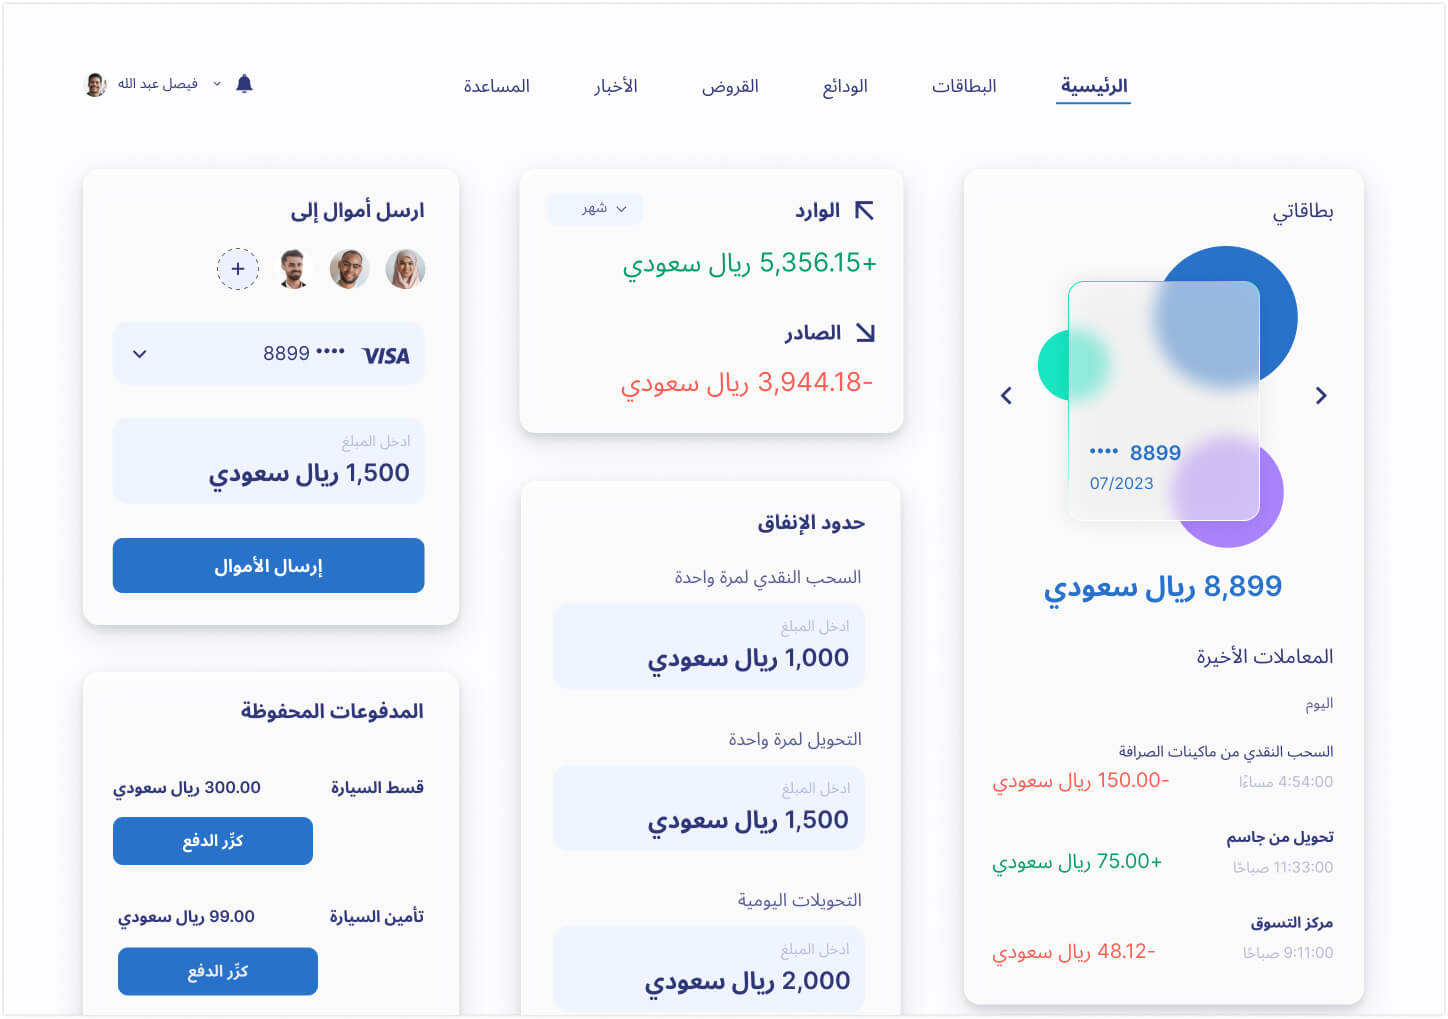 الرئيسية
البطاقات
الودائع
القروض
الأخبار
المساعدة
فيصل عبد الله
بطاقاتي
•••• 8899
07/2023
8,899 ريال سعودي
المعاملات الأخيرة
اليوم
السحب النقدي من ماكينات الصرافة
4:54:00 مساءًا
-150.00 ريال سعودي
تحويل من جاسم
11:33:00 صباحًا
+75.00 ريال سعودي
مركز التسوق
9:11:00 صباحًا
-48.12 ريال سعودي
الوارد
شهر
+5,356.15 ريال سعودي
الصادر
-3,944.18 ريال سعودي
حدود الإنفاق
السحب النقدي لمرة واحدة
ادخل المبلغ
1,000 ريال سعودي
التحويل لمرة واحدة
ادخل المبلغ
1,500 ريال سعودي
التحويلات اليومية
ادخل المبلغ
2,000 ريال سعودي
ارسل أموال إلى
+
VISA •••• 8899
ادخل المبلغ
1,500 ريال سعودي
إرسال الأموال
المدفوعات المحفوظة
قسط السيارة
300.00 ريال سعودي
كرِّر الدفع
تأمين السيارة
99.00 ريال سعودي
كرِّر الدفع